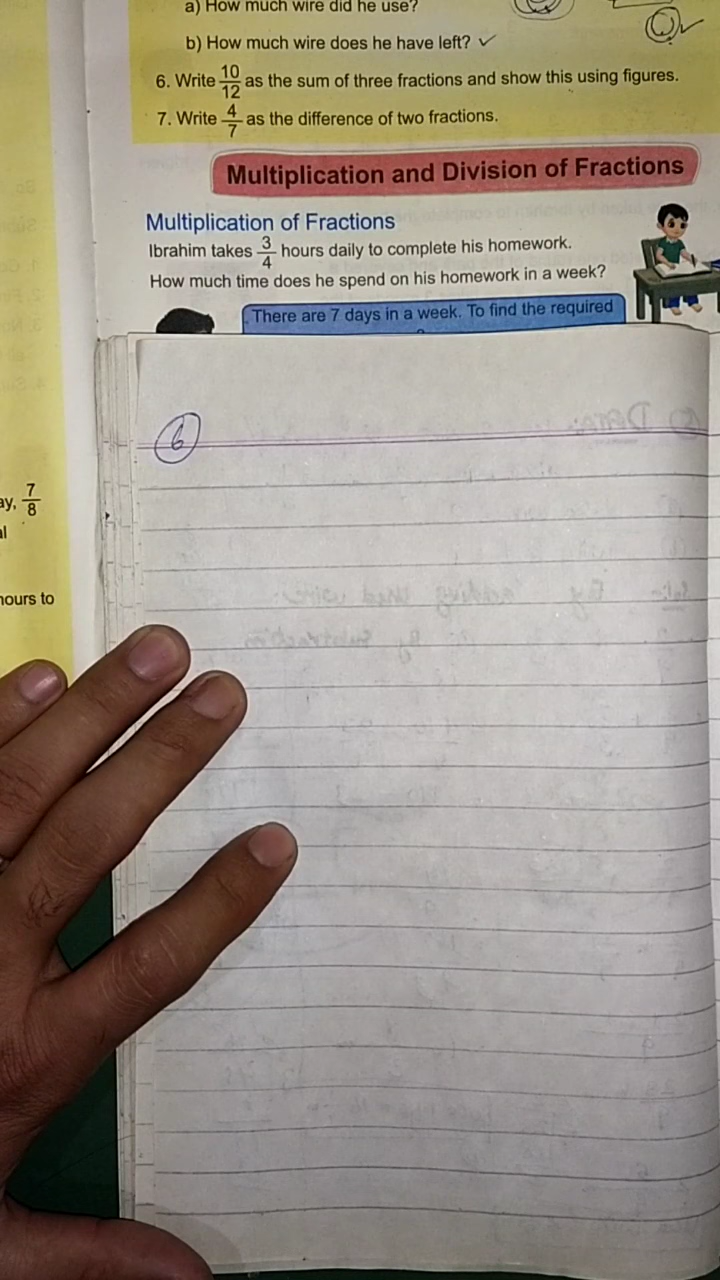 a) How much wire did he use?
b) How much wire does he have left? ✓
6. Write 10/12 as the sum of three fractions and show this using figures.
7. Write 4/7 as the difference of two fractions.
Multiplication and Division of Fractions
Multiplication of Fractions
Ibrahim takes 3/4 hours daily to complete his homework.
How much time does he spend on his homework in a week?
There are 7 days in a week. To find the required
6
ay, 7/8
al
hours to